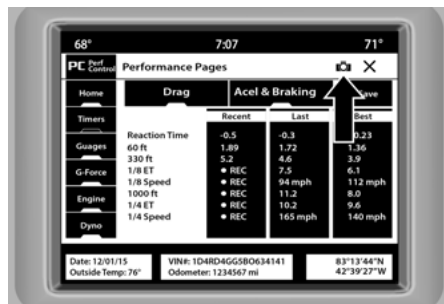 68° 7:07 71°
PC Perf Control Performance Pages
Home Drag Acel & Braking Save
Timers Recent Last Best
Reaction Time -0.5 -0.3 0.23
Guages 60 ft 1.89 1.72 1.36
330 ft 5.2 4.6 3.9
G-Force 1/8 ET • REC 7.5 6.1
1/8 Speed • REC 94 mph 112 mph
Engine 1000 ft • REC 11.2 8.0
1/4 ET • REC 10.2 9.6
Dyno 1/4 Speed • REC 165 mph 140 mph
Date: 12/01/15 VIN#: 1D4RD4GG5BO634141 83°13'44"N
Outside Temp: 76° Odometer: 1234567 mi 42°39'27"W